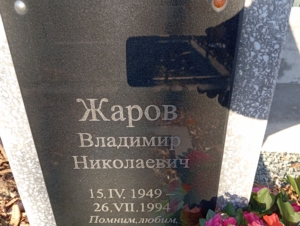 Жаров
Владимир
Николаевич
15.IV.1949 –
26.VII.1994
Помним, любим,